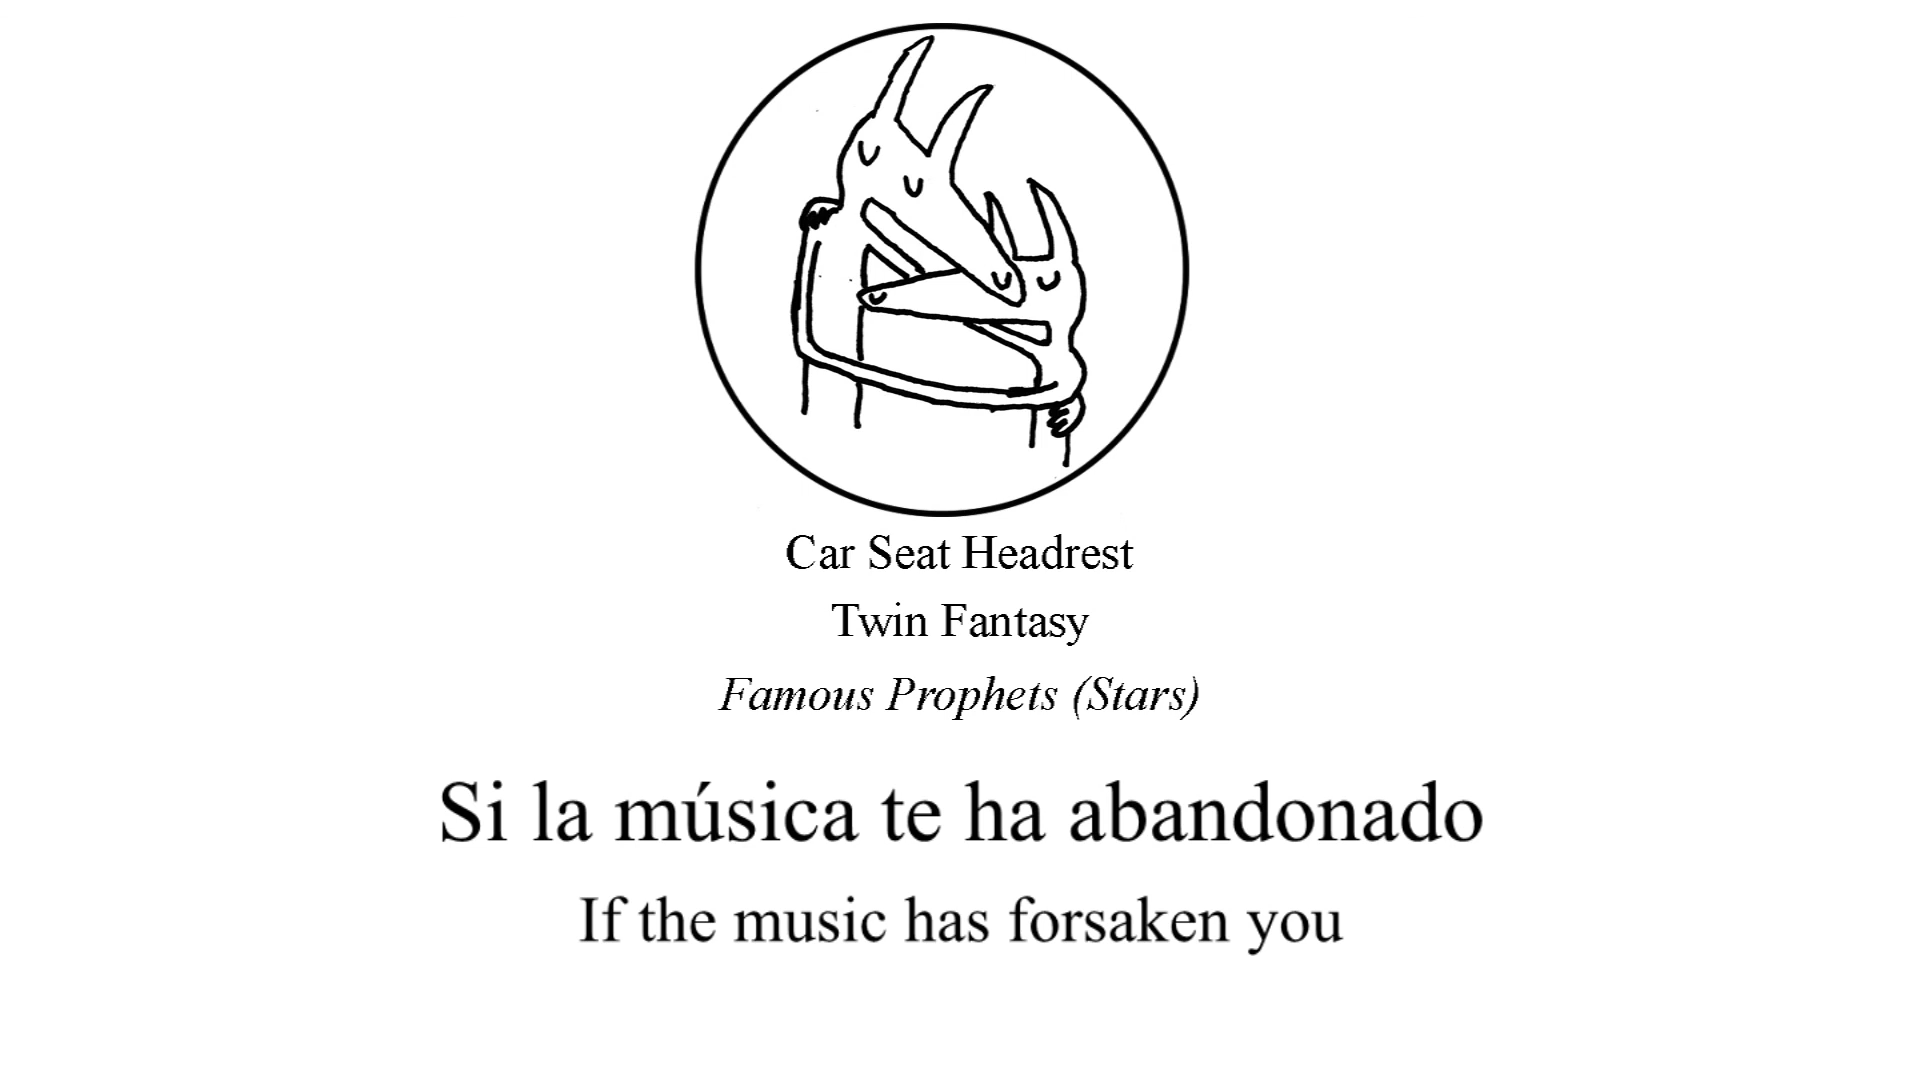 Car Seat Headrest
Twin Fantasy
Famous Prophets (Stars)
Si la música te ha abandonado
If the music has forsaken you